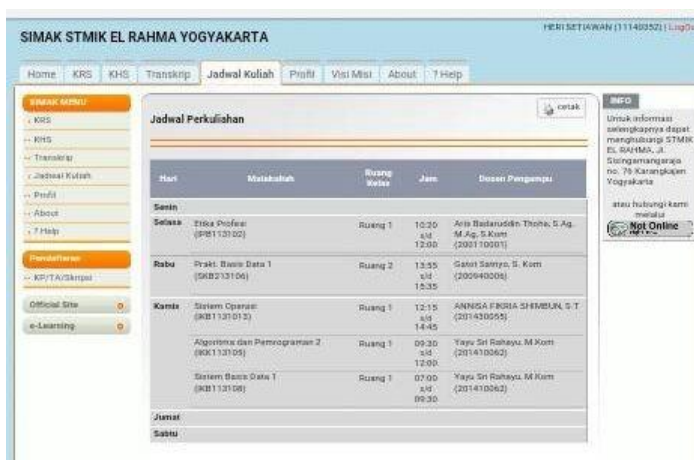 SIMAK STMIK EL RAHMA YOGYAKARTA
HERI SETIAWAN (11140352) |
Home KRS KHS Transkrip Jadwal Kuliah Profil Visi Misi About ? Help
SIMAK MENU
KRS
KHS
Transkrip
Jadwal Kuliah
Profil
About
? Help
Pendaftaran
KP/TA/Skripsi
Official Site
e-Learning
Jadwal Perkuliahan
cetak
Hari Matakuliah Ruang Kelas Jam Dosen Pengampu
Senin
Selasa Etika Profesi Ruang 1 10:20 Aris Badaruddin Thoha, S.Ag,
(IPB113102) s/d M.Ag, S.Kom
12:00 (200110001)
Rabu Prakt. Basis Data 1 Ruang 2 13:55 Gatot Satriyo, S. Kom
(SKB213106) s/d (200940006)
15:35
Kamis Sistem Operasi Ruang 1 12:15 ANNISA FIKRIA SHIMBUN, S.T
s/d (201430055)
14:45
Algoritma dan Pemrograman 2 Ruang 1 09:30 Yayu Sri Rahayu, M.Kom
(IKK113105) s/d (201410062)
12:00
Sistem Basis Data 1 Ruang 1 07:00 Yayu Sri Rahayu, M.Kom
(IKB113108) s/d (201410062)
09:30
Jumat
Sabtu
INFO
Untuk informasi
selengkapnya dapat
menghubungi STMIK
EL RAHMA, Jl.
Sisingamangaraja
no. 76 Karangkajen
Yogyakarta
atau hubungi kami
melalui
Not Online